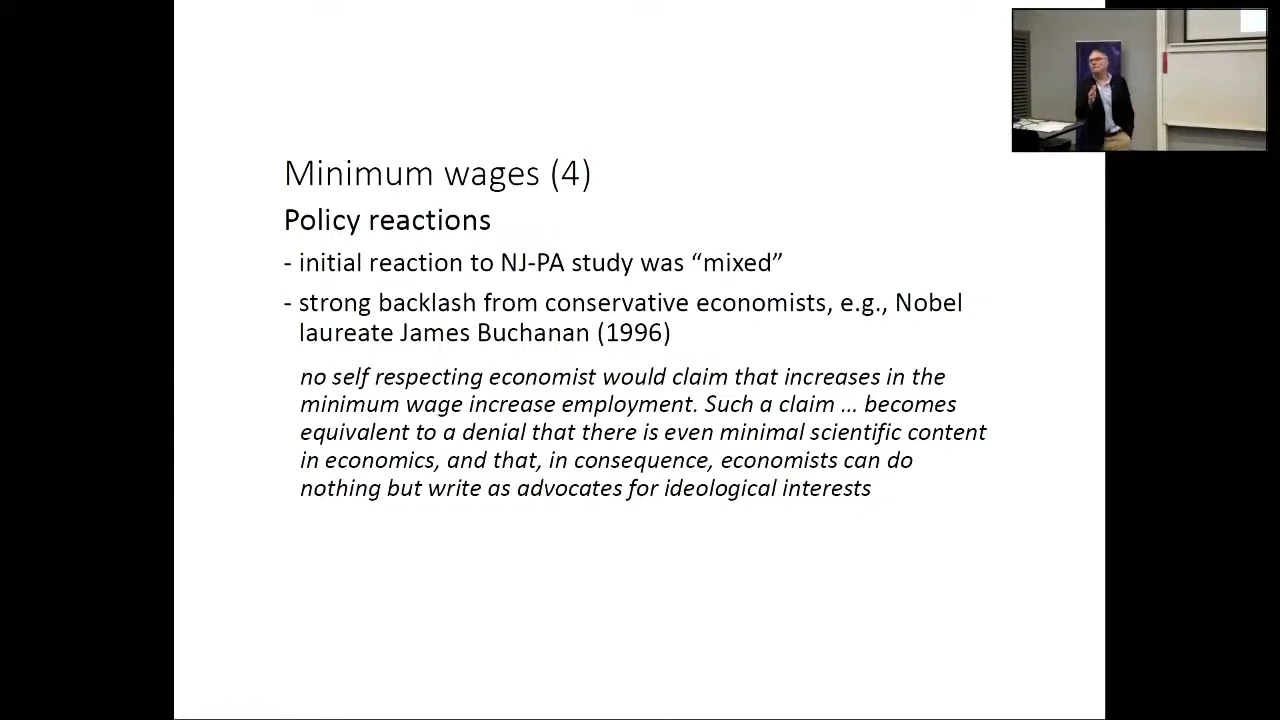 Minimum wages (4)
Policy reactions
- initial reaction to NJ-PA study was “mixed”
- strong backlash from conservative economists, e.g., Nobel
laureate James Buchanan (1996)
no self respecting economist would claim that increases in the
minimum wage increase employment. Such a claim … becomes
equivalent to a denial that there is even minimal scientific content
in economics, and that, in consequence, economists can do
nothing but write as advocates for ideological interests